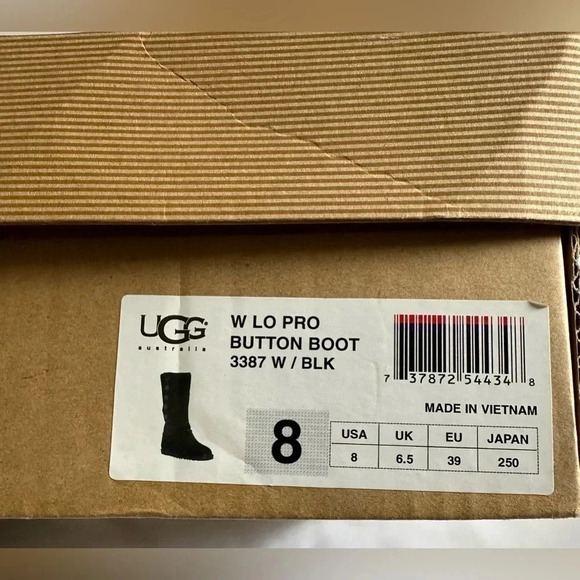 UGG®
australia
W LO PRO
BUTTON BOOT
3387 W / BLK
7 37872 54434 8
MADE IN VIETNAM
8
USA UK EU JAPAN
8 6.5 39 250